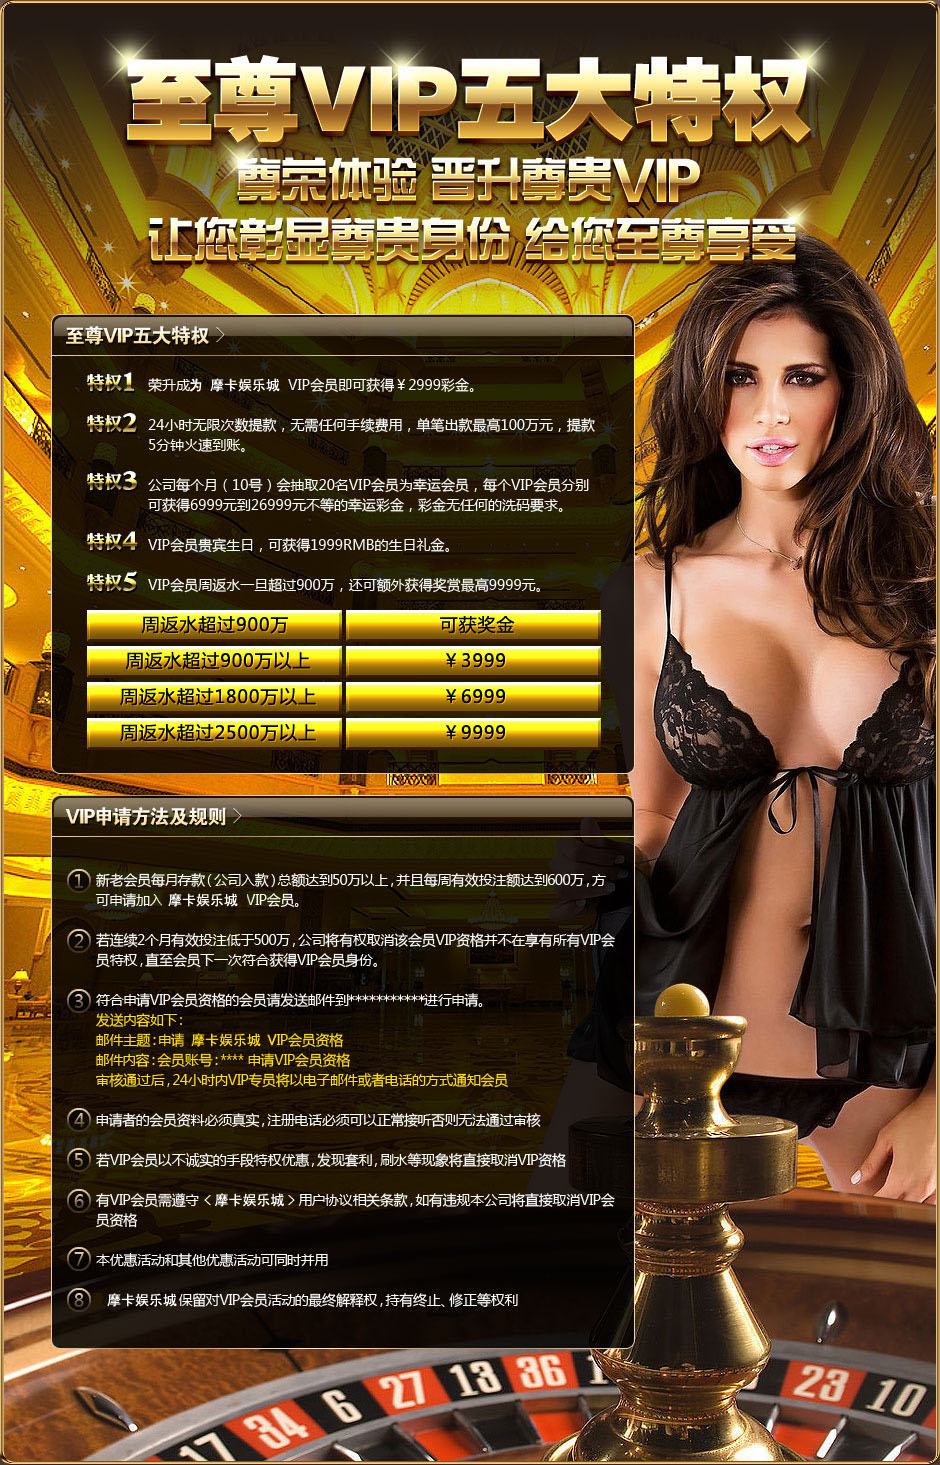 至尊VIP五大特权
尊荣体验 晋升尊贵VIP
让您彰显尊贵身份 给您至尊享受
至尊VIP五大特权 >
特权1 荣升成为 摩卡娱乐城 VIP会员即可获得￥2999彩金。
特权2 24小时无限次数提款，无需任何手续费用，单笔出款最高100万元，提款
5分钟火速到账。
特权3 公司每个月（10号）会抽取20名VIP会员为幸运会员，每个VIP会员分别
可获得6999元到26999元不等的幸运彩金，彩金无任何的洗码要求。
特权4 VIP会员贵宾生日，可获得1999RMB的生日礼金。
特权5 VIP会员周返水一旦超过900万，还可额外获得奖赏最高9999元。
周返水超过900万 可获奖金
周返水超过900万以上 ￥3999
周返水超过1800万以上 ￥6999
周返水超过2500万以上 ￥9999
VIP申请方法及规则 >
1 新老会员每月存款（公司入款）总额达到50万以上，并且每周有效投注额达到600万，方
可申请加入 摩卡娱乐城 VIP会员。
2 若连续2个月有效投注低于500万，公司将有权取消该会员VIP资格并不在享有所有VIP会
员特权，直至会员下一次符合获得VIP会员身份。
3 符合申请VIP会员资格的会员请发送邮件到***********进行申请。
发送内容如下：
邮件主题：申请 摩卡娱乐城 VIP会员资格
邮件内容：会员账号：**** 申请VIP会员资格
审核通过后，24小时内VIP专员将以电子邮件或者电话的方式通知会员
4 申请者的会员资料必须真实，注册电话必须可以正常接听否则无法通过审核
5 若VIP会员以不诚实的手段特权优惠，发现套利，刷水等现象将直接取消VIP资格
6 有VIP会员需遵守 < 摩卡娱乐城 > 用户协议相关条款，如有违规本公司将直接取消VIP会
员资格
7 本优惠活动和其他优惠活动可同时并用
8 摩卡娱乐城 保留对VIP会员活动的最终解释权，持有终止、修正等权利
17 34 6 27 13 36 23 10